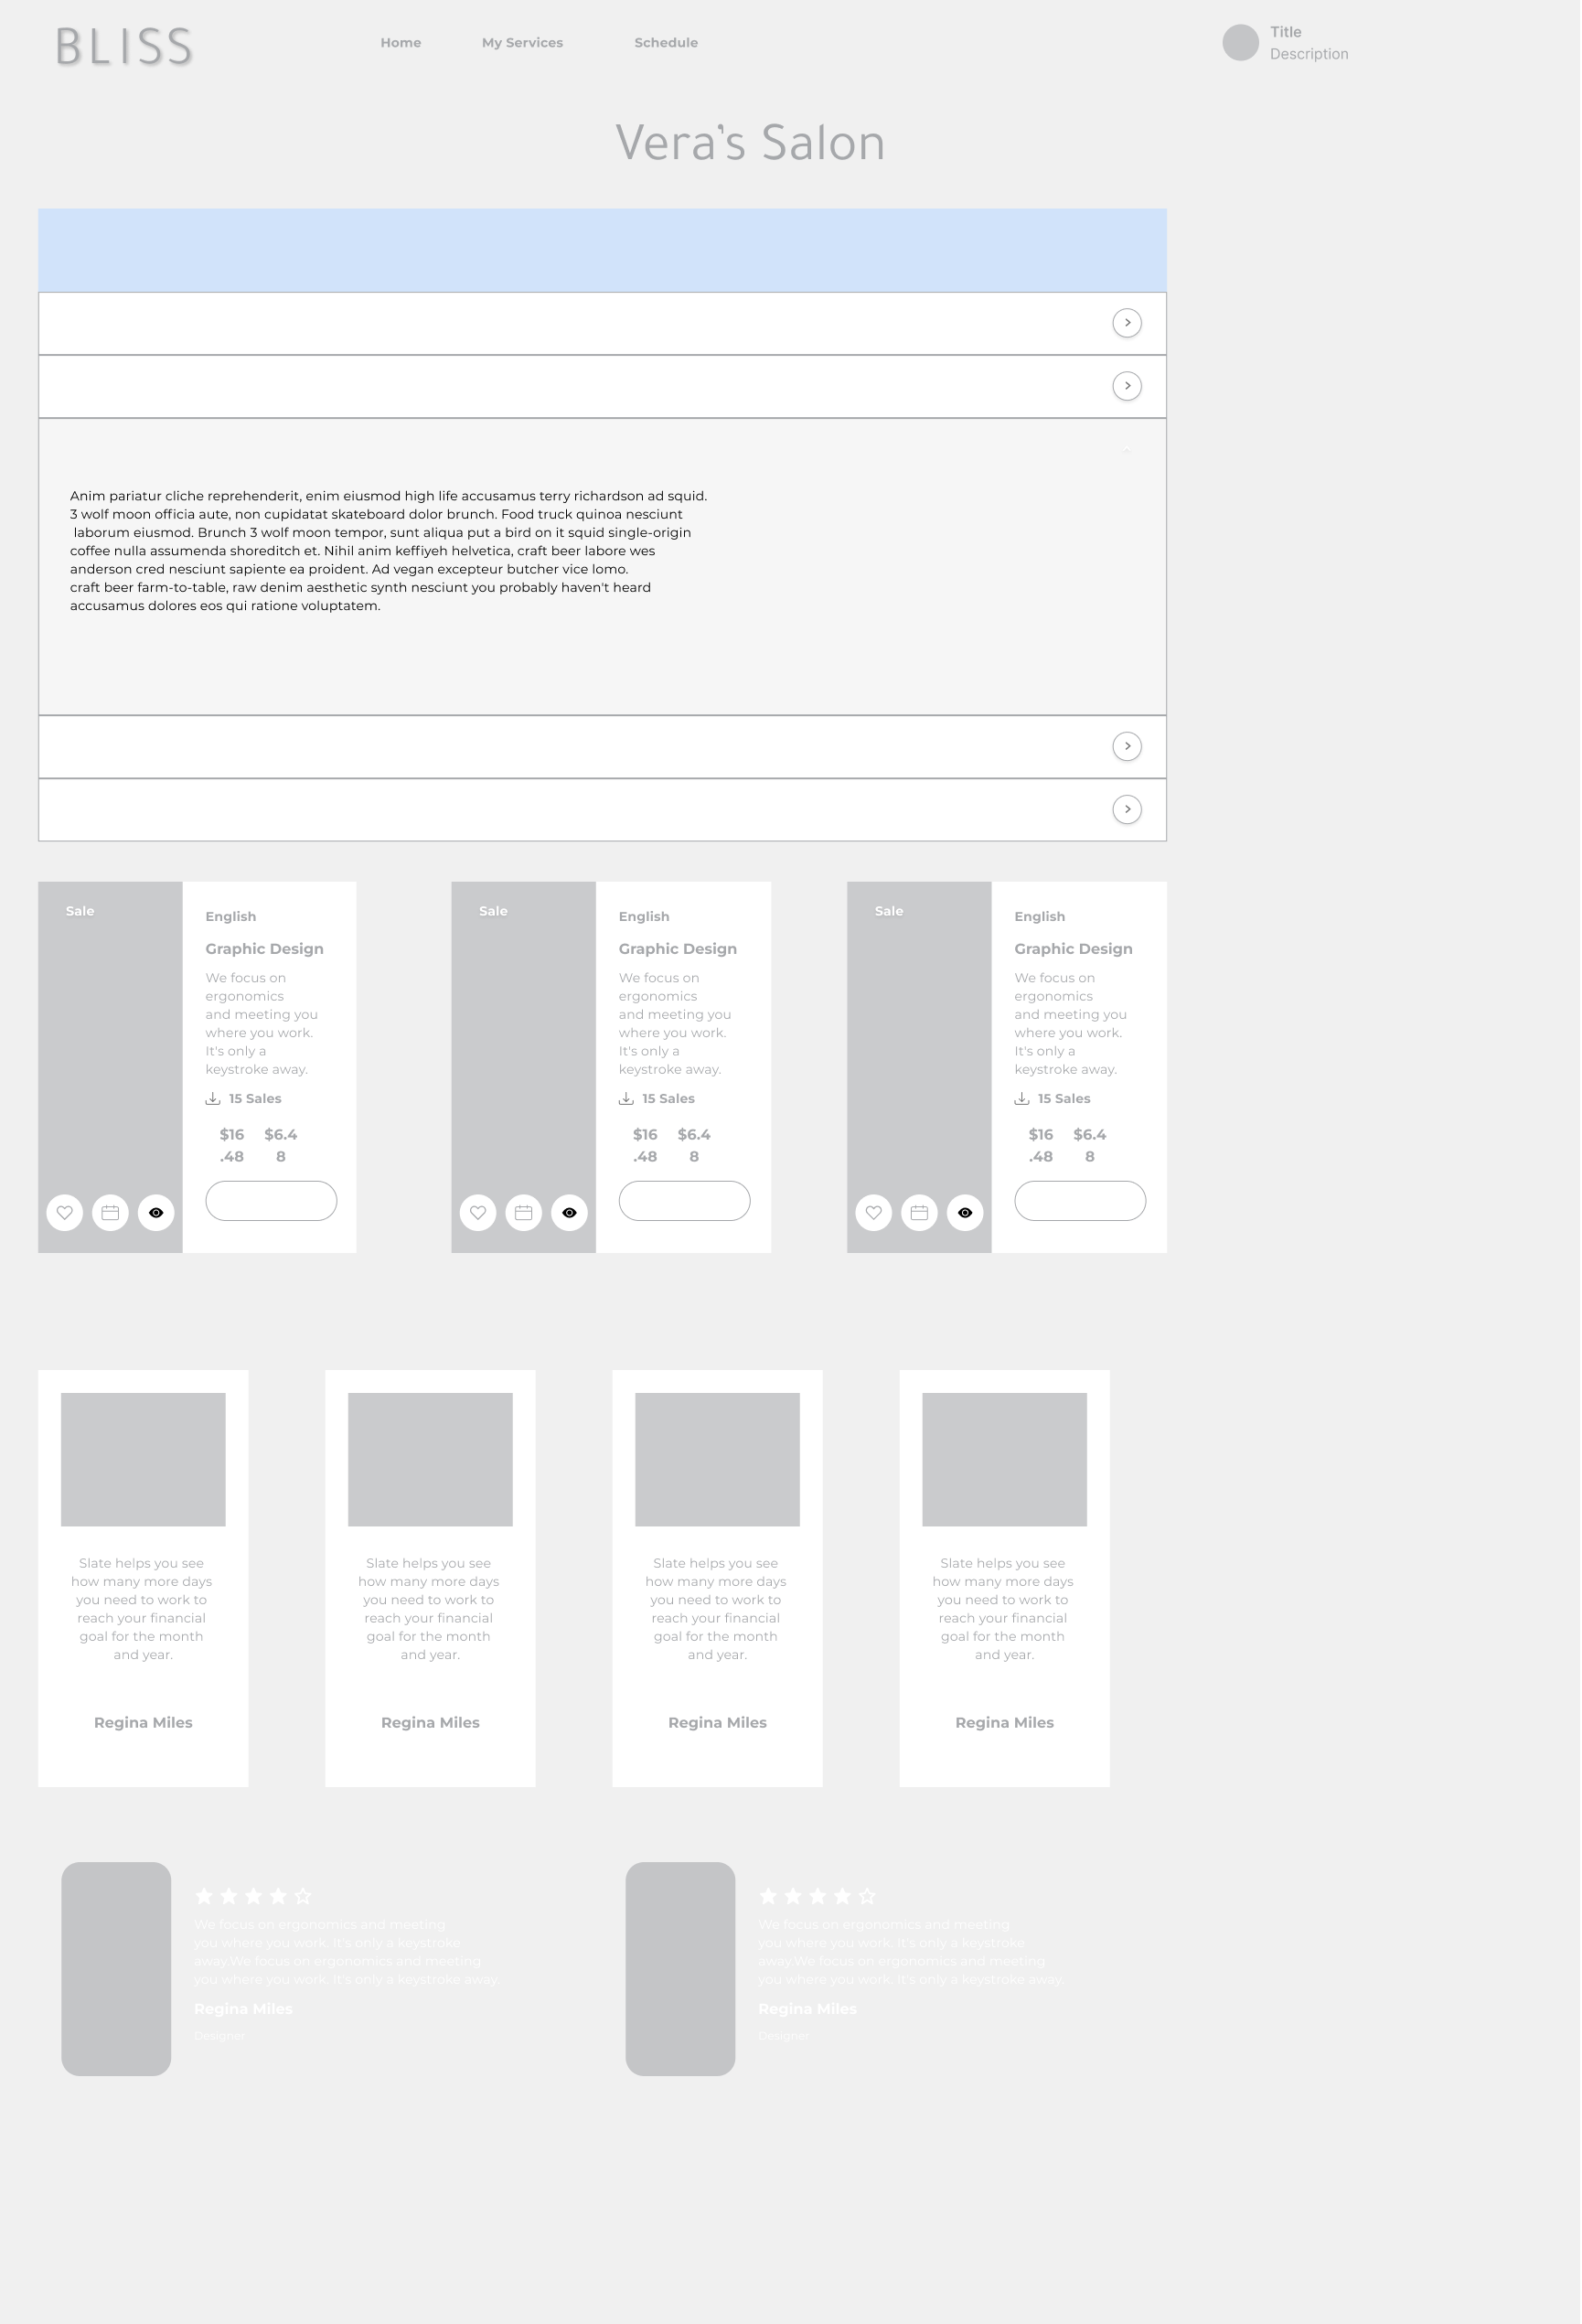 BLISS
Home
My Services
Schedule
Title
Description
Vera's Salon
Anim pariatur cliche reprehenderit, enim eiusmod high life accusamus terry richardson ad squid.
3 wolf moon officia aute, non cupidatat skateboard dolor brunch. Food truck quinoa nesciunt
laborum eiusmod. Brunch 3 wolf moon tempor, sunt aliqua put a bird on it squid single-origin
coffee nulla assumenda shoreditch et. Nihil anim keffiyeh helvetica, craft beer labore wes
anderson cred nesciunt sapiente ea proident. Ad vegan excepteur butcher vice lomo.
craft beer farm-to-table, raw denim aesthetic synth nesciunt you probably haven't heard
accusamus dolores eos qui ratione voluptatem.
Sale
English
Graphic Design
We focus on
ergonomics
and meeting you
where you work.
It's only a
keystroke away.
15 Sales
$16 $6.4
.48 8
Sale
English
Graphic Design
We focus on
ergonomics
and meeting you
where you work.
It's only a
keystroke away.
15 Sales
$16 $6.4
.48 8
Sale
English
Graphic Design
We focus on
ergonomics
and meeting you
where you work.
It's only a
keystroke away.
15 Sales
$16 $6.4
.48 8
Slate helps you see
how many more days
you need to work to
reach your financial
goal for the month
and year.
Regina Miles
Slate helps you see
how many more days
you need to work to
reach your financial
goal for the month
and year.
Regina Miles
Slate helps you see
how many more days
you need to work to
reach your financial
goal for the month
and year.
Regina Miles
Slate helps you see
how many more days
you need to work to
reach your financial
goal for the month
and year.
Regina Miles
We focus on ergonomics and meeting
you where you work. It's only a keystroke
away.We focus on ergonomics and meeting
you where you work. It's only a keystroke away.
Regina Miles
Designer
We focus on ergonomics and meeting
you where you work. It's only a keystroke
away.We focus on ergonomics and meeting
you where you work. It's only a keystroke away.
Regina Miles
Designer